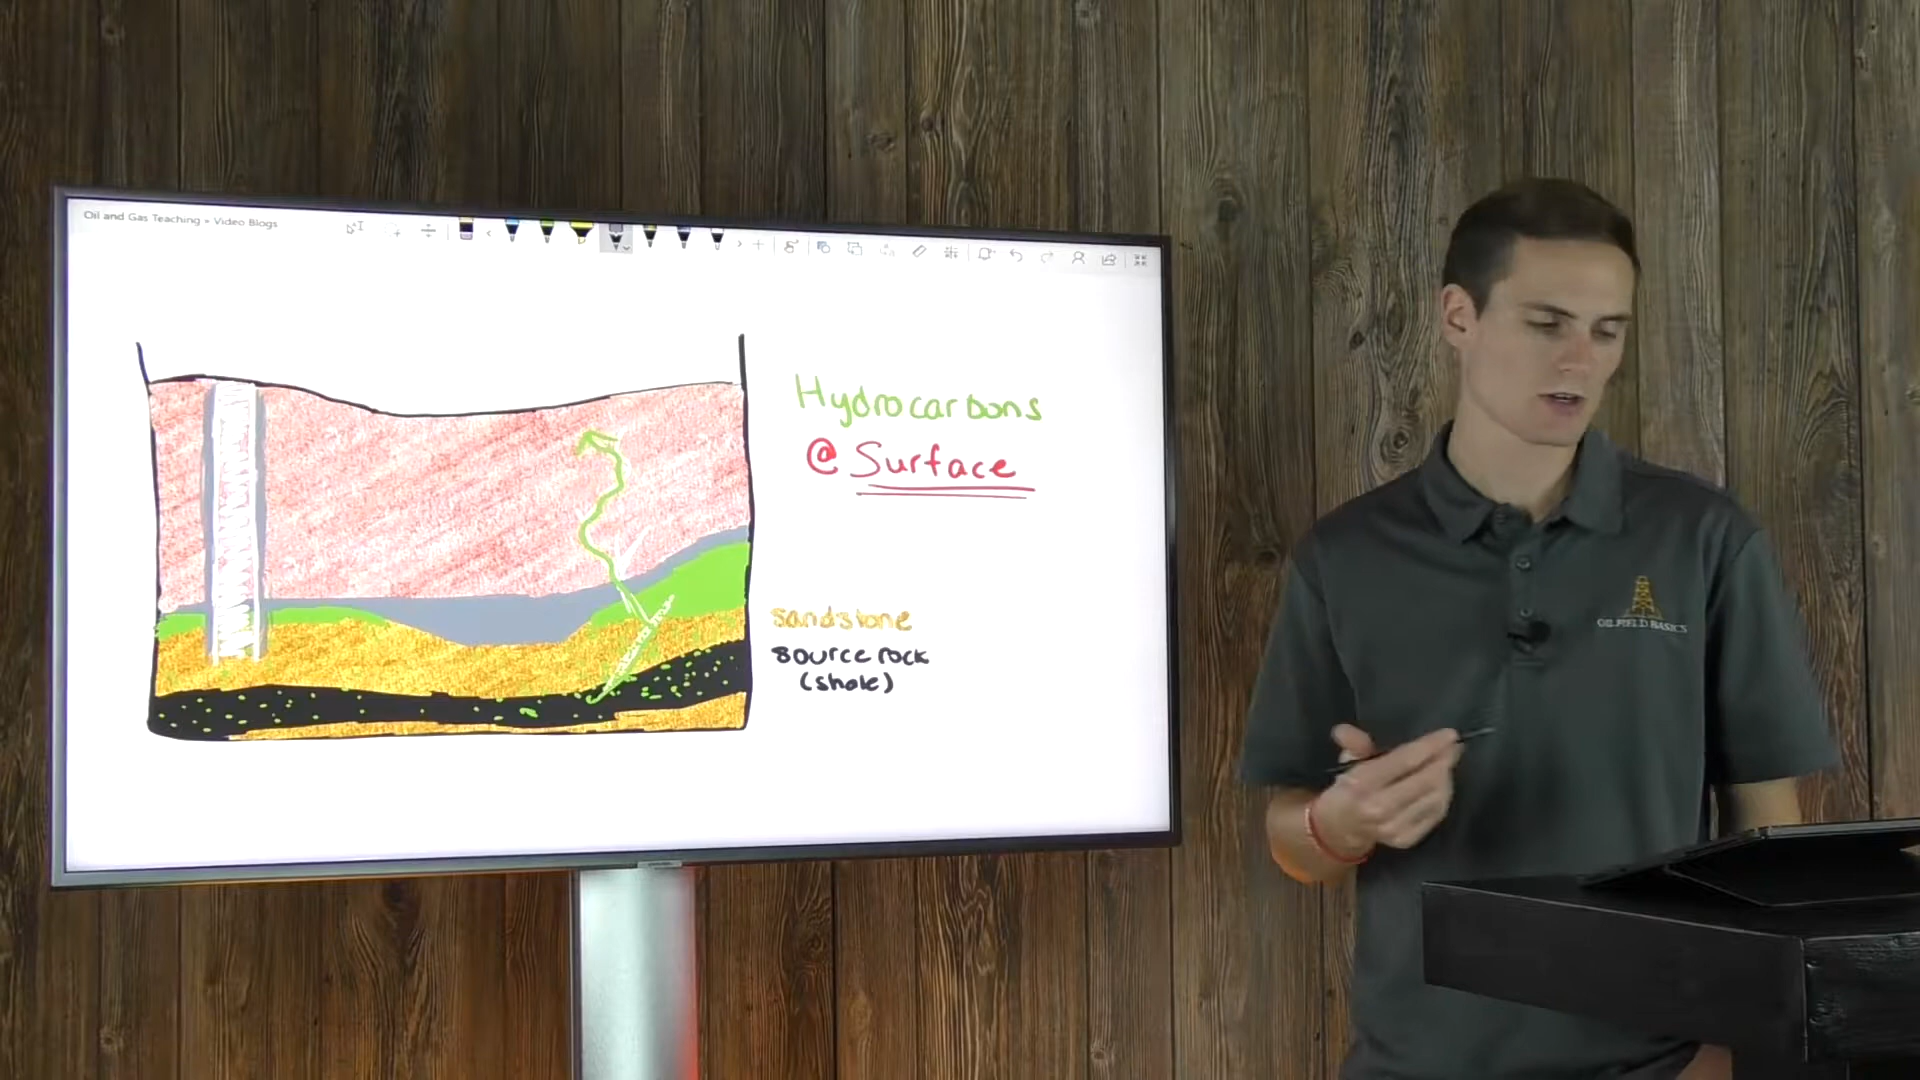 Oil and Gas Teaching » Video Blogs
Hydrocarbons
@ Surface
sandstone
source rock
(shale)
OILFIELD BASICS